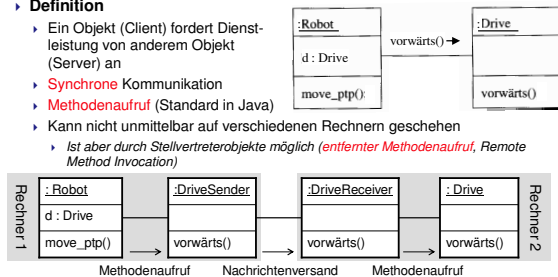 Definition
Ein Objekt (Client) fordert Dienst-
leistung von anderem Objekt
(Server) an
Synchrone Kommunikation
Methodenaufruf (Standard in Java)
Kann nicht unmittelbar auf verschiedenen Rechnern geschehen
Ist aber durch Stellvertreterobjekte möglich (entfernter Methodenaufruf, Remote
Method Invocation)
:Robot
d : Drive
move_ptp()
vorwärts()
:Drive
vorwärts()
Rechner 1
: Robot
d : Drive
move_ptp()
:DriveSender
vorwärts()
:DriveReceiver
vorwärts()
: Drive
vorwärts()
Rechner 2
Methodenaufruf
Nachrichtenversand
Methodenaufruf